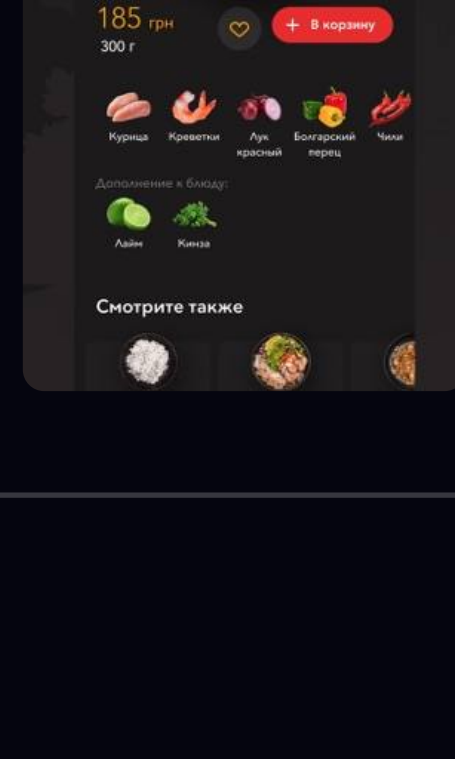 185 грн
+ В корзину
300 г
Курица
Креветки
Лук
красный
Болгарский
перец
Чили
Дополнение к блюду:
Лайм
Кинза
Смотрите также